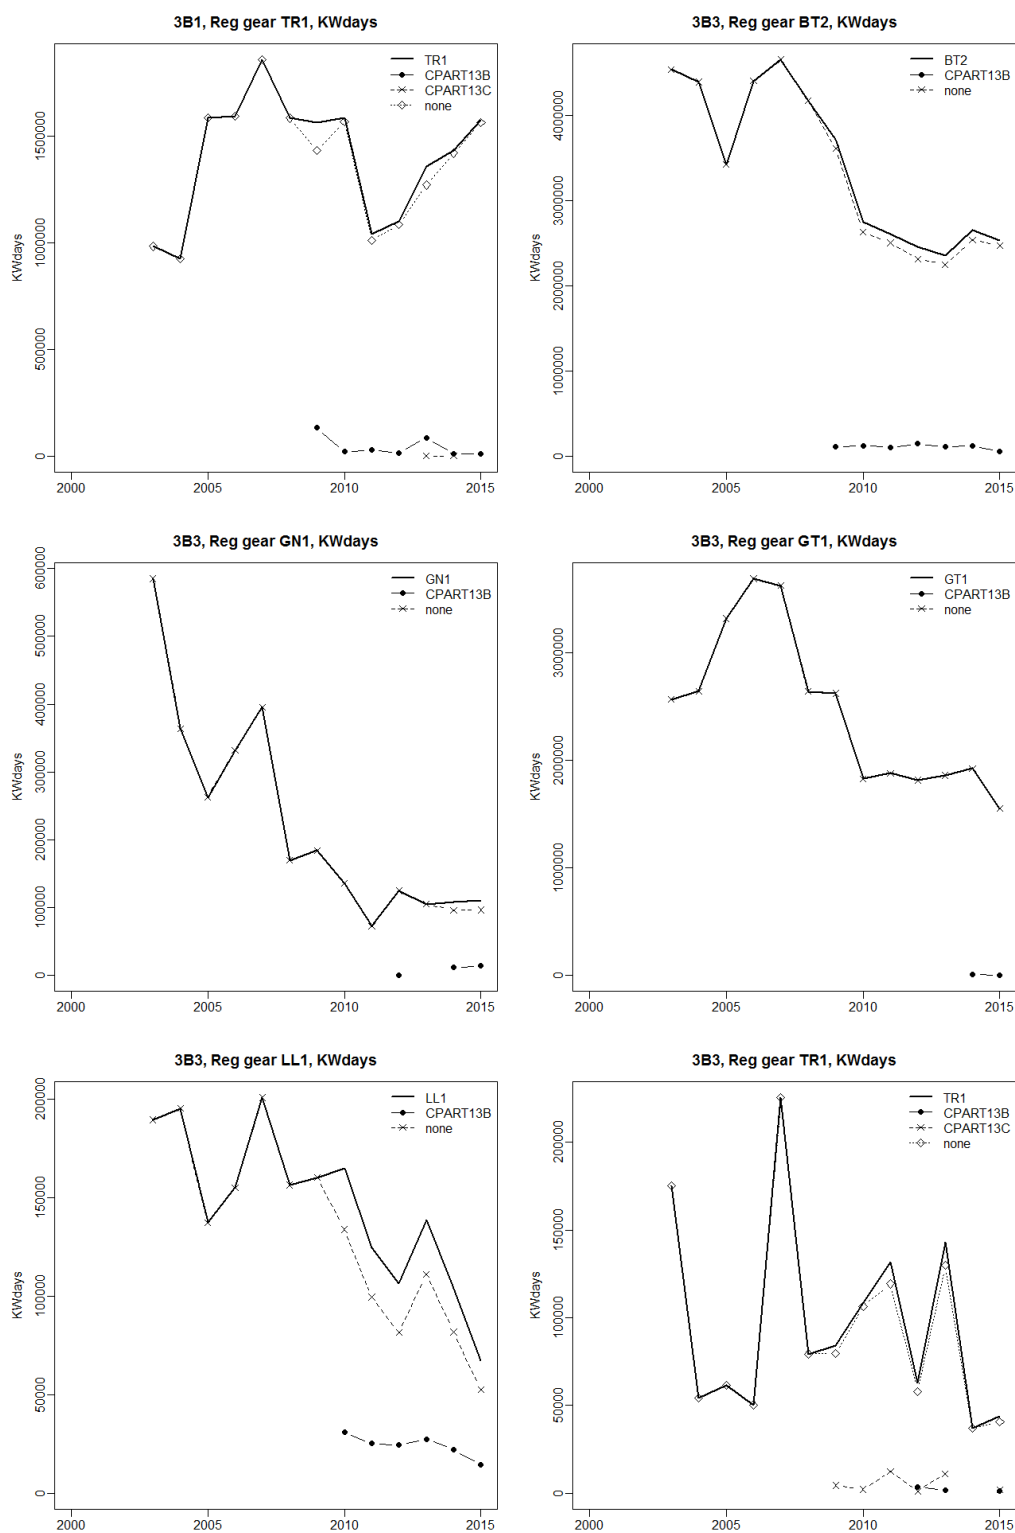 3B1, Reg gear TR1, KWdays
TR1
CPART13B
CPART13C
none
KWdays
0
500000
1000000
1500000
2000
2005
2010
2015
3B3, Reg gear BT2, KWdays
BT2
CPART13B
none
KWdays
0
1000000
2000000
3000000
4000000
2000
2005
2010
2015
3B3, Reg gear GN1, KWdays
GN1
CPART13B
none
KWdays
0
100000
200000
300000
400000
500000
600000
2000
2005
2010
2015
3B3, Reg gear GT1, KWdays
GT1
CPART13B
none
KWdays
0
1000000
2000000
3000000
2000
2005
2010
2015
3B3, Reg gear LL1, KWdays
LL1
CPART13B
none
KWdays
0
50000
100000
150000
200000
2000
2005
2010
2015
3B3, Reg gear TR1, KWdays
TR1
CPART13B
CPART13C
none
KWdays
0
50000
100000
150000
200000
2000
2005
2010
2015